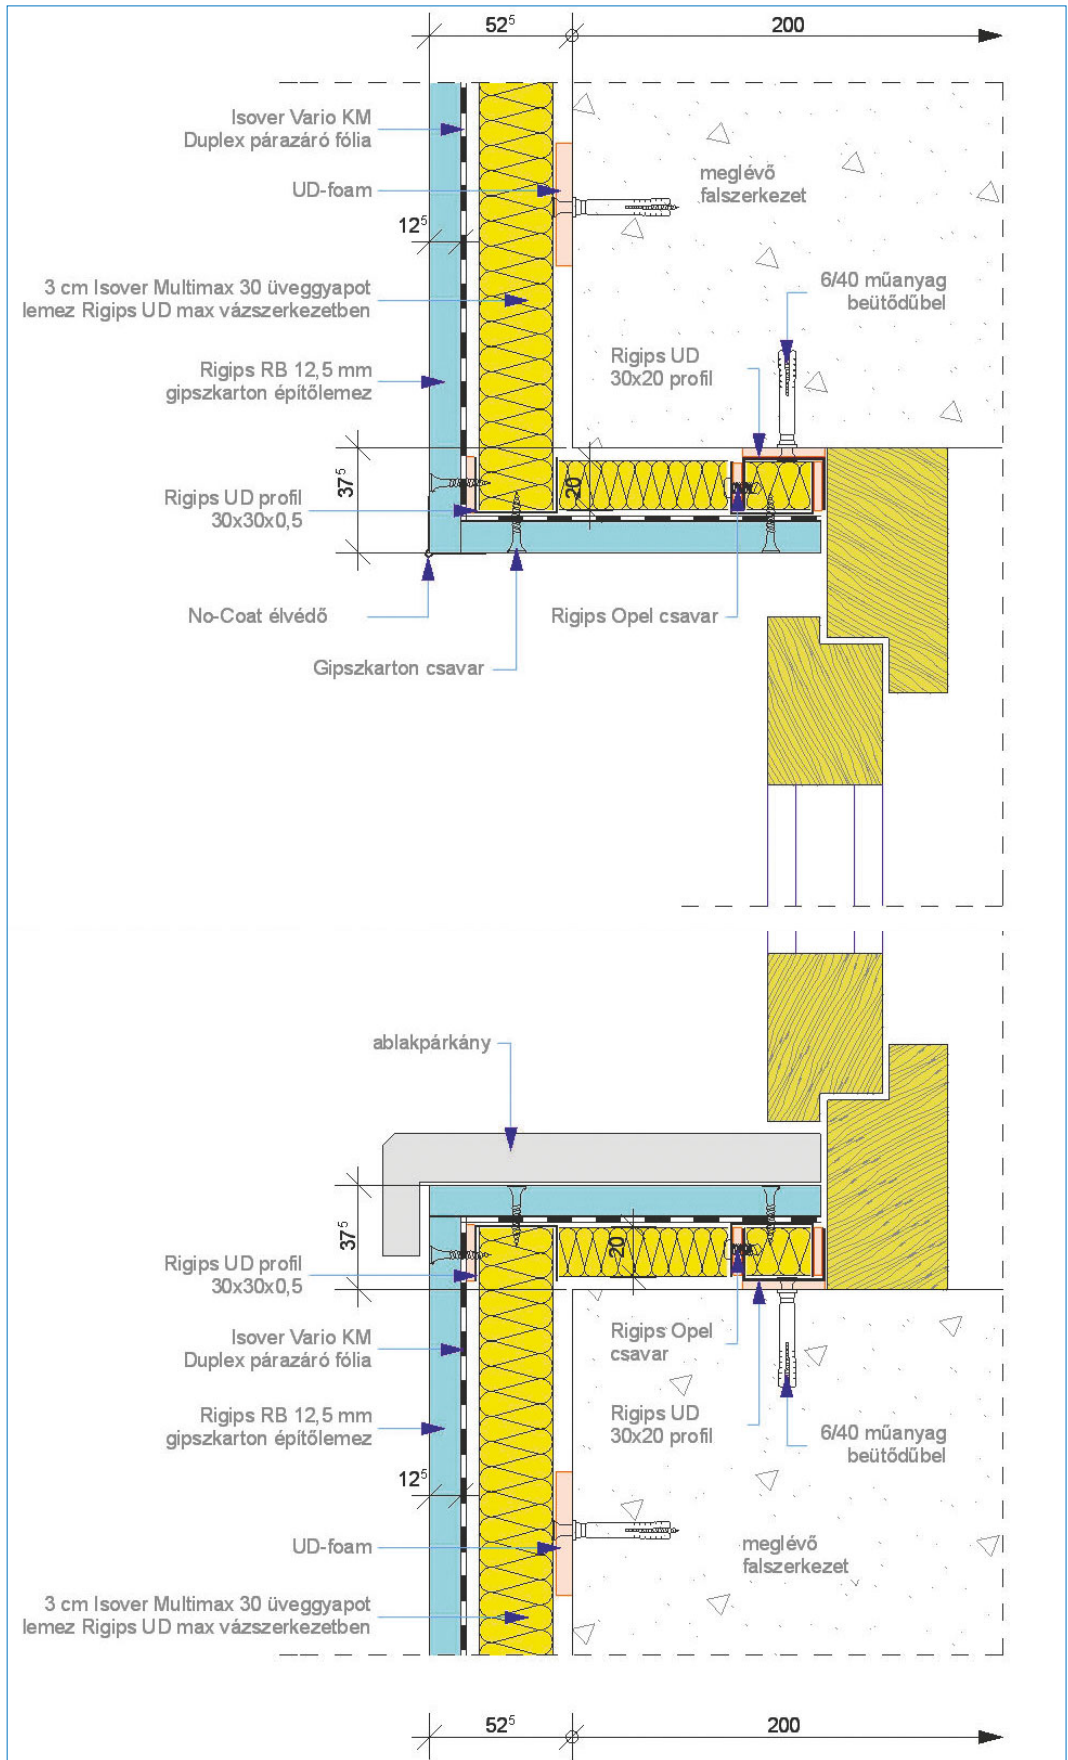 52⁵
200
Isover Vario KM
Duplex párazáró fólia
UD-foam
meglévő
falszerkezet
12⁵
3 cm Isover Multimax 30 üveggyapot
lemez Rigips UD max vázszerkezetben
6/40 műanyag
beütődűbel
Rigips RB 12,5 mm
gipszkarton építőlemez
Rigips UD
30x20 profil
37⁵
20
Rigips UD profil
30x30x0,5
No-Coat élvédő
Rigips Opel csavar
Gipszkarton csavar
ablakpárkány
37⁵
20
Rigips UD profil
30x30x0,5
Isover Vario KM
Duplex párazáró fólia
Rigips Opel
csavar
Rigips RB 12,5 mm
gipszkarton építőlemez
Rigips UD
30x20 profil
6/40 műanyag
beütődűbel
12⁵
UD-foam
meglévő
falszerkezet
3 cm Isover Multimax 30 üveggyapot
lemez Rigips UD max vázszerkezetben
52⁵
200